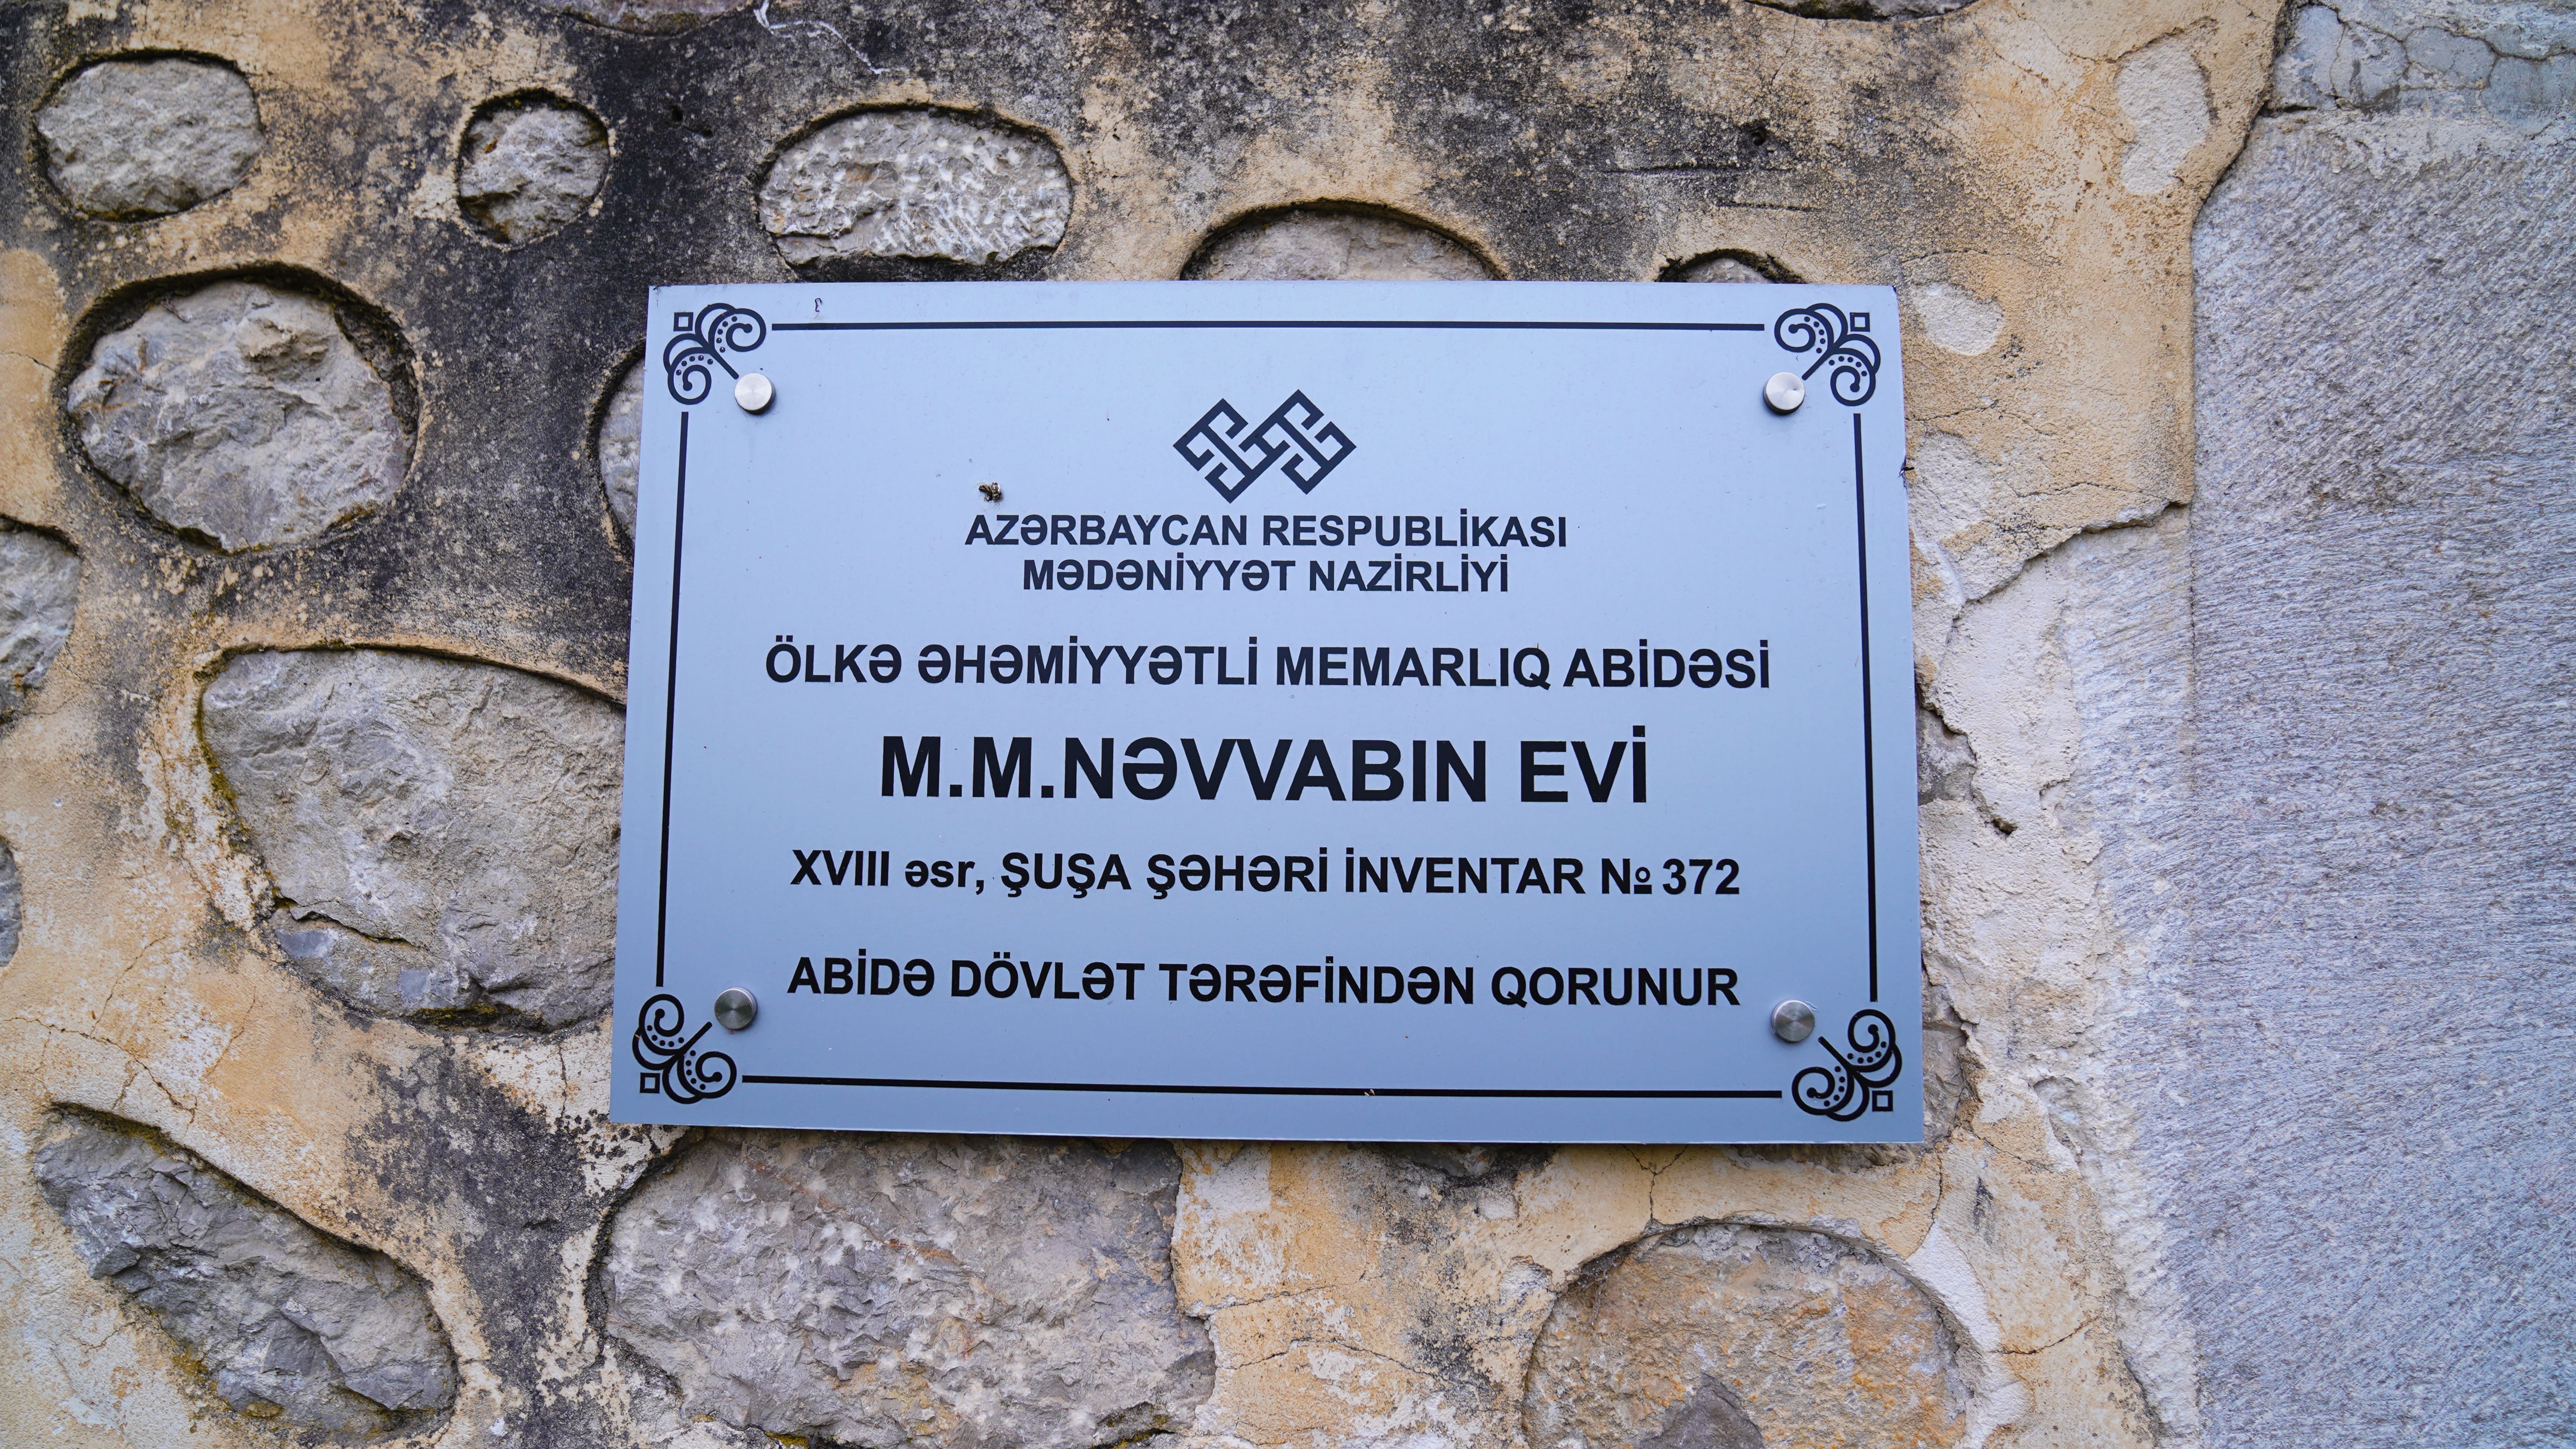 AZƏRBAYCAN RESPUBLİKASI
MƏDƏNİYYƏT NAZİRLİYİ
ÖLKƏ ƏHƏMİYYƏTLİ MEMARLIQ ABİDƏSİ
M.M.NƏVVABIN EVİ
XVIII əsr, ŞUŞA ŞƏHƏRİ İNVENTAR № 372
ABİDƏ DÖVLƏT TƏRƏFİNDƏN QORUNUR